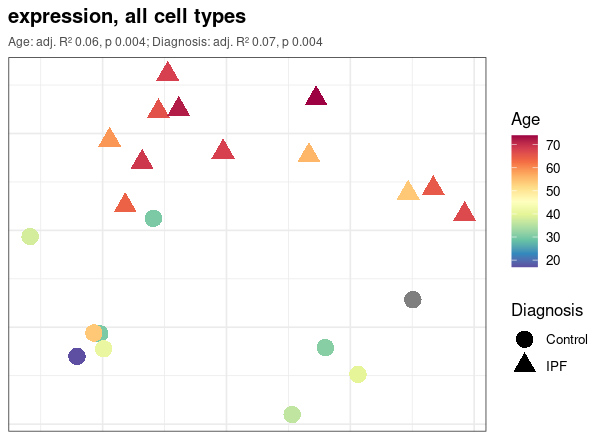 expression, all cell types
Age: adj. R² 0.06, p 0.004; Diagnosis: adj. R² 0.07, p 0.004
Age
70
60
50
40
30
20
Diagnosis
Control
IPF